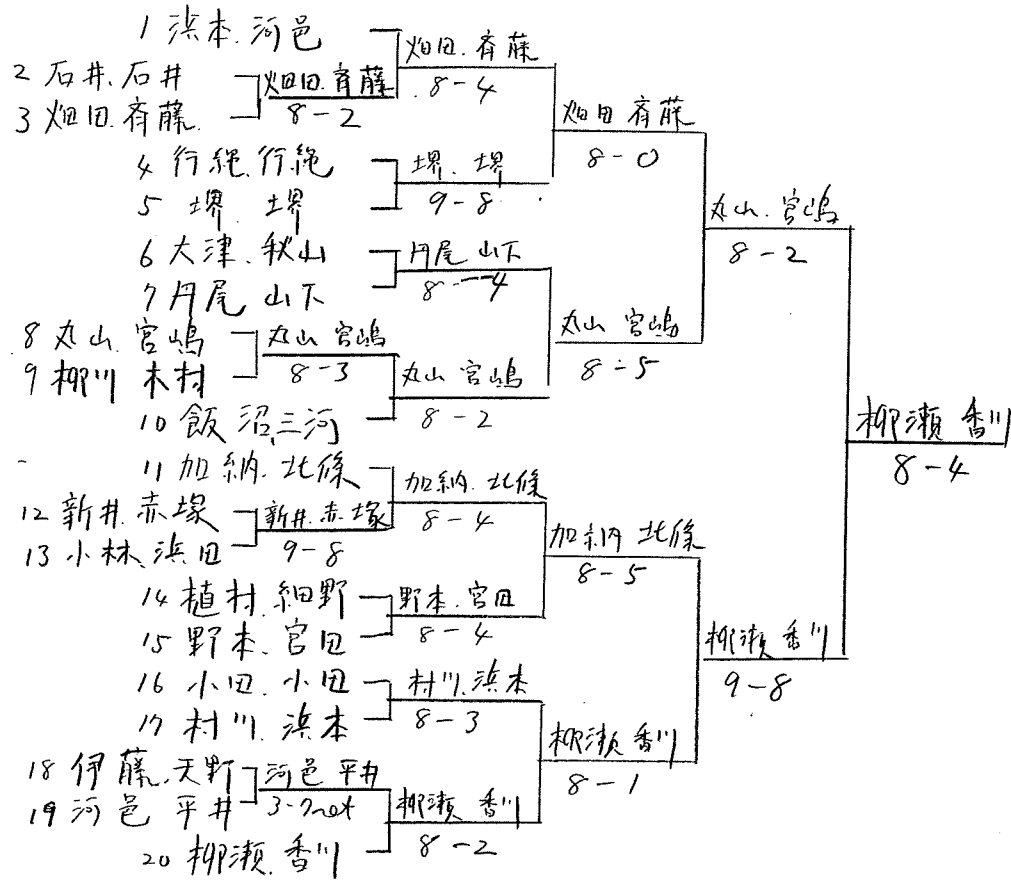 1 浜本.河邑
畑田.斉藤
8-4
2 石井.石井
畑田.斉藤
8-2
3 畑田.斉藤
畑田 斉藤
8-0
4 行縄.行縄
堺.堺
9-8
5 堺.堺
丸山.宮嶋
8-2
6 大津.秋山
丹尾 山下
8-4
7 丹尾 山下
8 丸山.宮嶋
丸山 宮嶋
8-3
丸山 宮嶋
8-5
9 柳川 木村
丸山 宮嶋
8-2
10 飯沼.三河
柳瀬 香川
8-4
11 加納.北條
加納.北條
8-4
12 新井.赤塚
新井.赤塚
9-8
13 小林.浜田
加納 北條
8-5
14 植村.細野
野本.宮田
8-4
15 野本.宮田
柳瀬 香川
9-8
16 小田.小田
村川.浜本
8-3
17 村川.浜本
柳瀬 香川
8-1
18 伊藤.天野
河邑 平井
3-7ret
19 河邑 平井
柳瀬 香川
8-2
20 柳瀬.香川